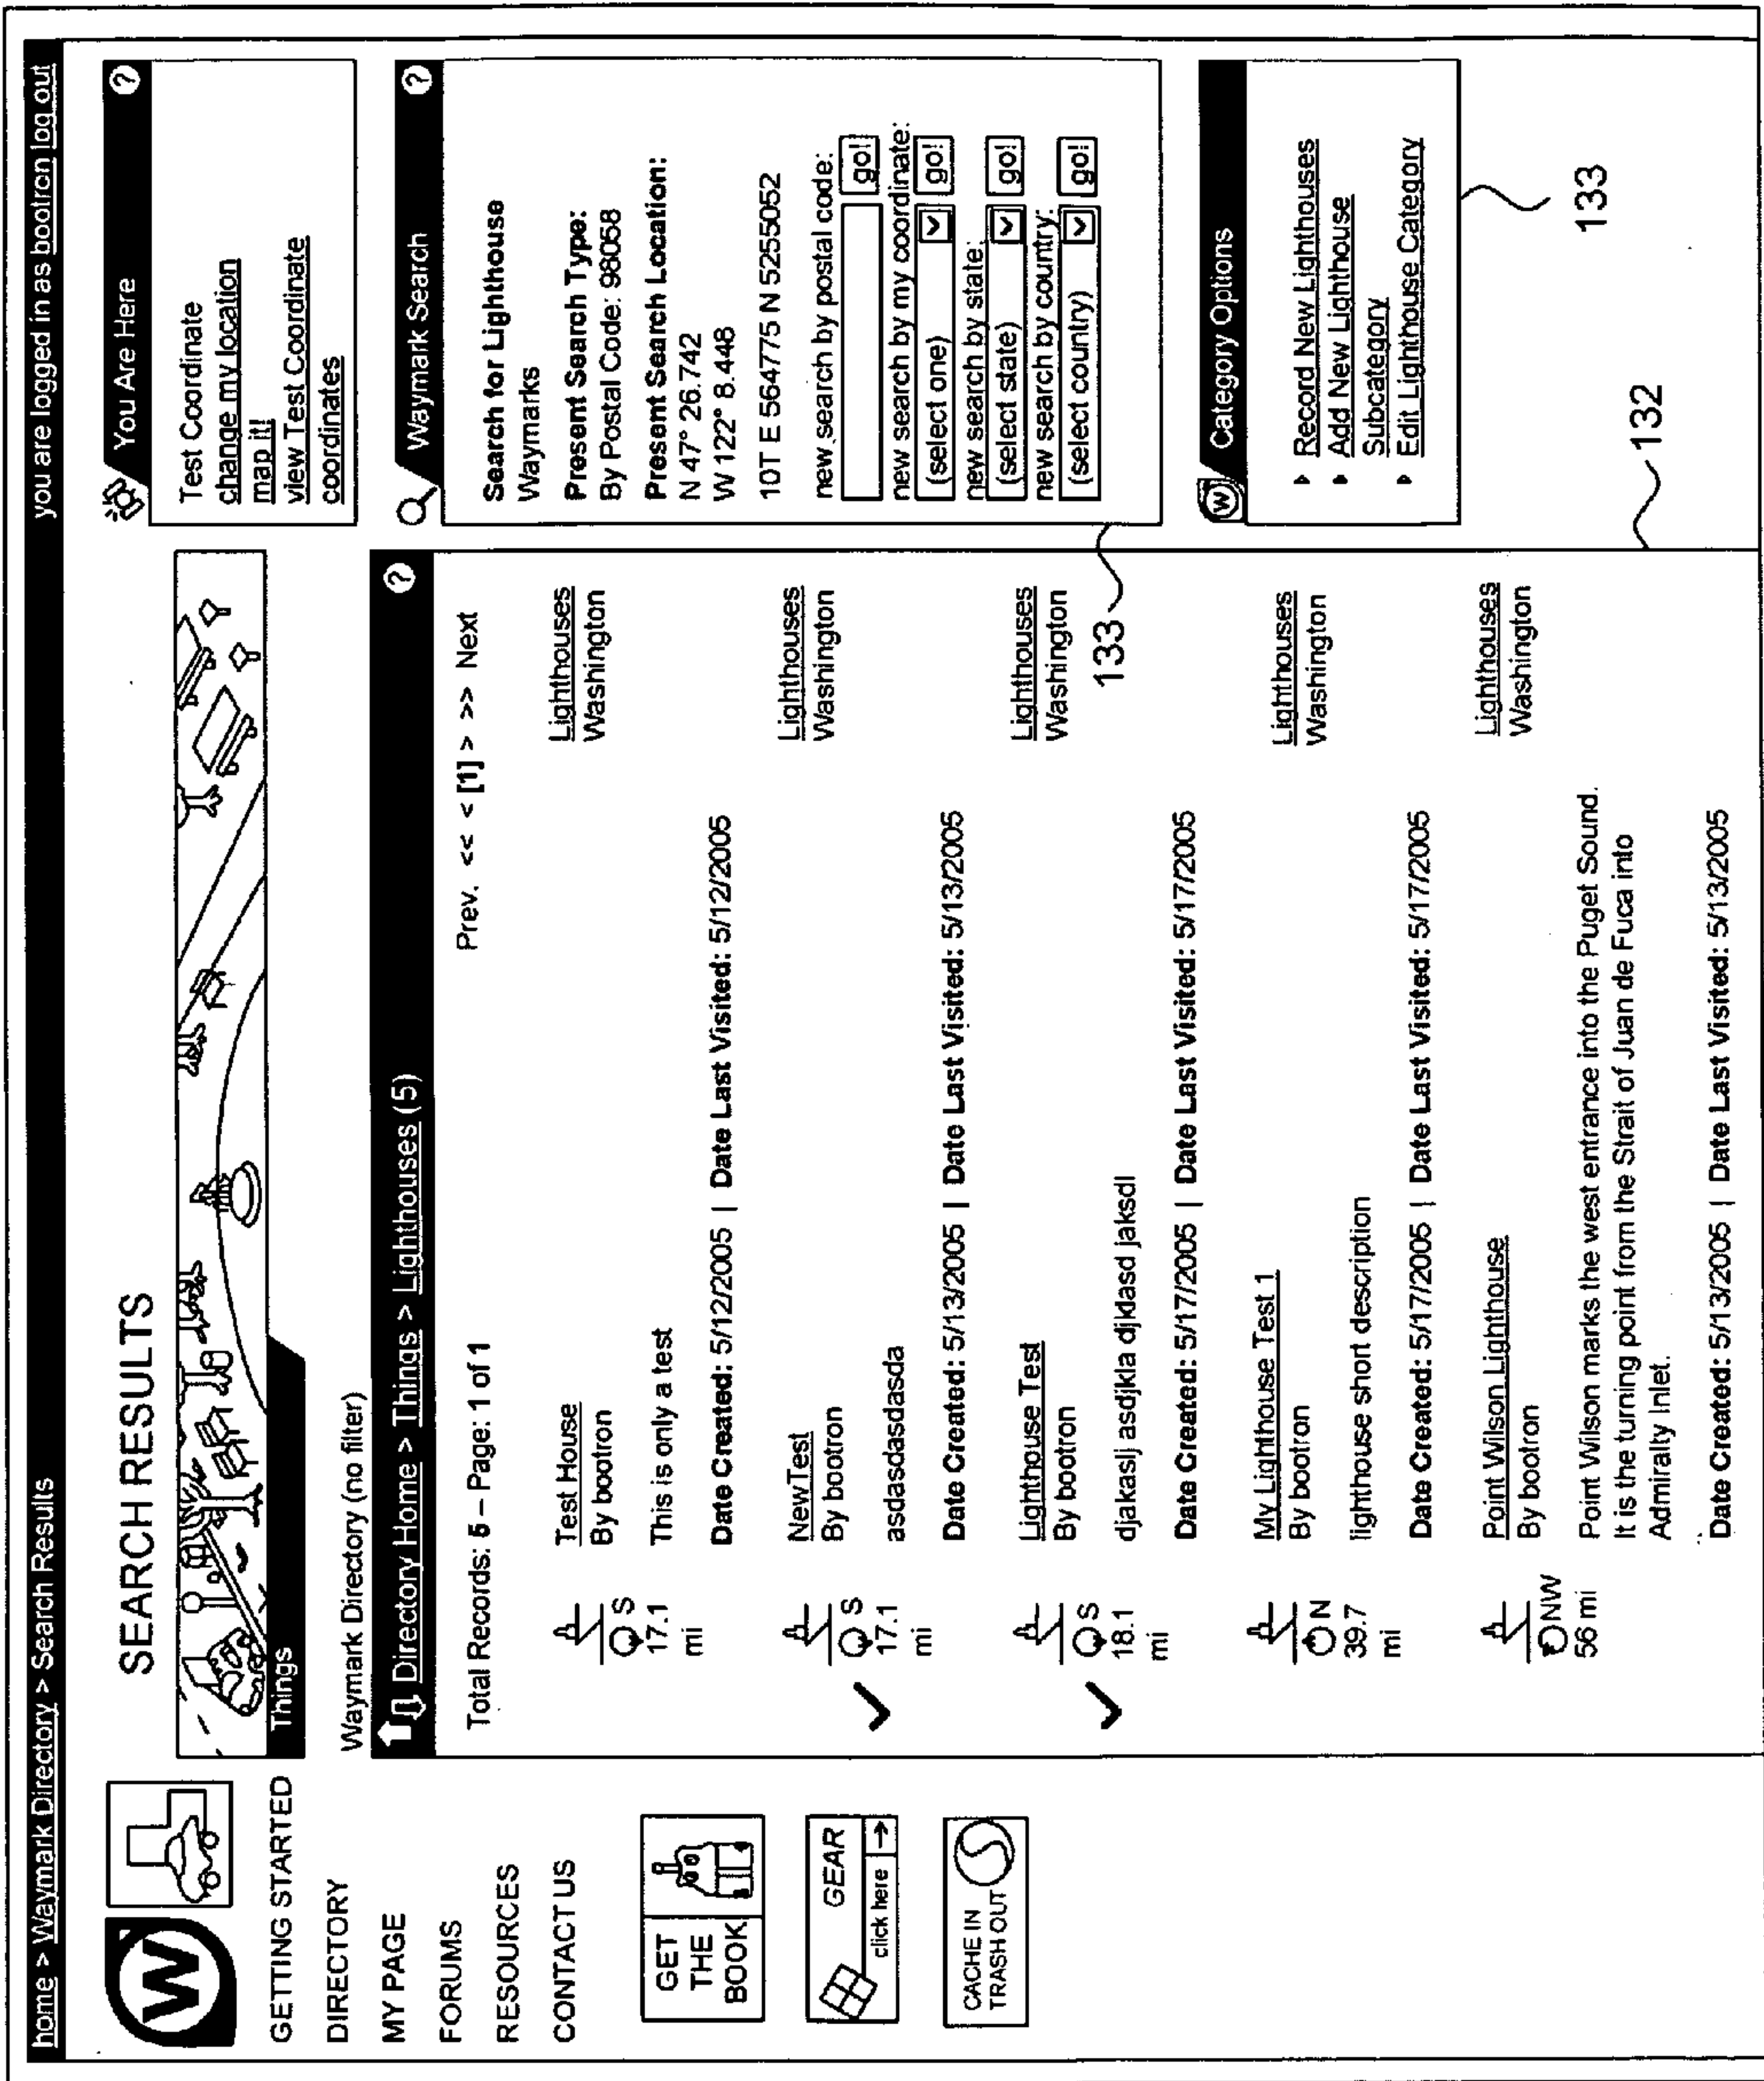 home > Waymark Directory > Search Results
you are logged in as bootron log out
W
GETTING STARTED
DIRECTORY
MY PAGE
FORUMS
RESOURCES
CONTACT US
GET
THE
BOOK
GEAR
click here
CACHE IN
TRASH OUT
SEARCH RESULTS
Things
Waymark Directory (no filter)
Directory Home > Things > Lighthouses (5)
?
Total Records: 5 – Page: 1 of 1
Prev. << < [1] > >> Next
S
17.1
mi
Test House
By bootron
Lighthouses
Washington
This is only a test
Date Created: 5/12/2005 | Date Last Visited: 5/12/2005
S
17.1
mi
NewTest
By bootron
Lighthouses
Washington
asdasdasdasda
Date Created: 5/13/2005 | Date Last Visited: 5/13/2005
S
18.1
mi
Lighthouse Test
By bootron
Lighthouses
Washington
djakaslj asdjkla djkdasd jaksdl
Date Created: 5/17/2005 | Date Last Visited: 5/17/2005
N
39.7
mi
My Lighthouse Test 1
By bootron
Lighthouses
Washington
lighthouse short description
Date Created: 5/17/2005 | Date Last Visited: 5/17/2005
NW
56 mi
Point Wilson Lighthouse
By bootron
Lighthouses
Washington
Point Wilson marks the west entrance into the Puget Sound.
It is the turning point from the Strait of Juan de Fuca into
Admiralty Inlet.
Date Created: 5/13/2005 | Date Last Visited: 5/13/2005
You Are Here
?
Test Coordinate
change my location
map it!
view Test Coordinate
coordinates
Waymark Search
?
Search for Lighthouse
Waymarks
Present Search Type:
By Postal Code: 98058
Present Search Location:
N 47° 26.742
W 122° 8.448
10T E 564775 N 5255052
new search by postal code:
go!
new search by my coordinate:
(select one) go!
new search by state:
(select state) go!
new search by country:
(select country) go!
133
W
Category Options
Record New Lighthouses
Add New Lighthouse
Subcategory
Edit Lighthouse Category
133
132